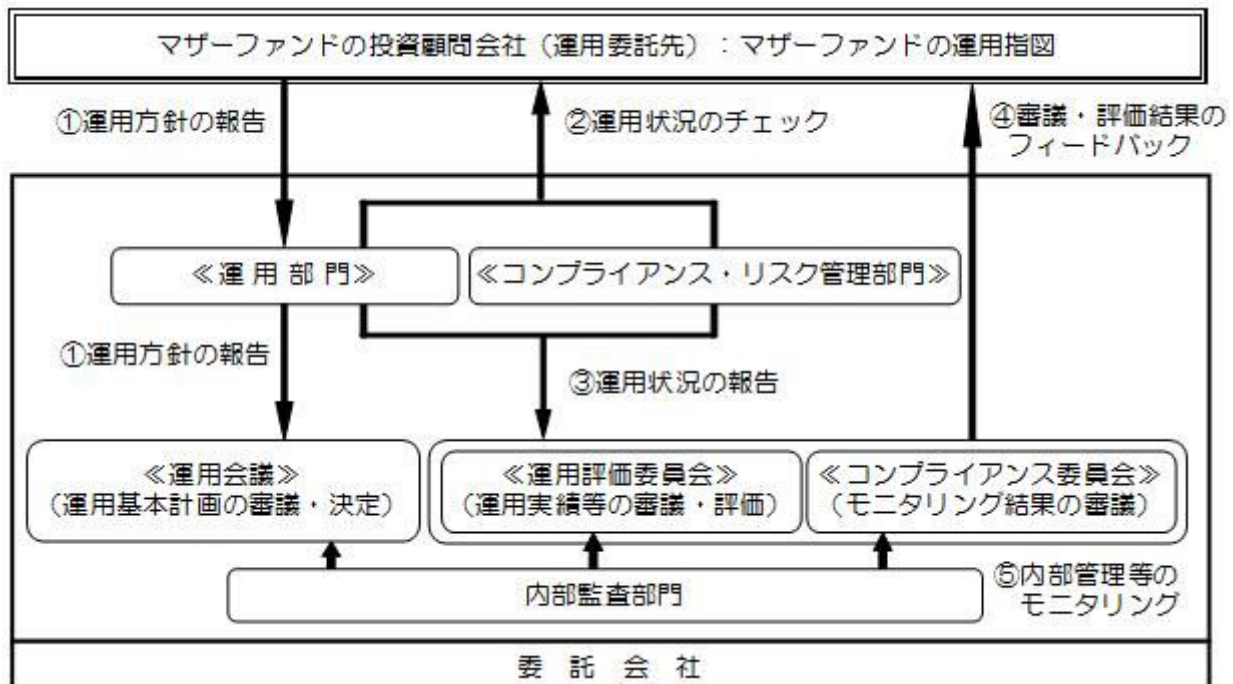 マザーファンドの投資顧問会社（運用委託先）：マザーファンドの運用指図
①運用方針の報告
②運用状況のチェック
④審議・評価結果の
フィードバック
≪運 用 部 門≫
≪コンプライアンス・リスク管理部門≫
①運用方針の報告
③運用状況の報告
≪運用会議≫
（運用基本計画の審議・決定）
≪運用評価委員会≫
（運用実績等の審議・評価）
≪コンプライアンス委員会≫
（モニタリング結果の審議）
内部監査部門
⑤内部管理等の
モニタリング
委 託 会 社